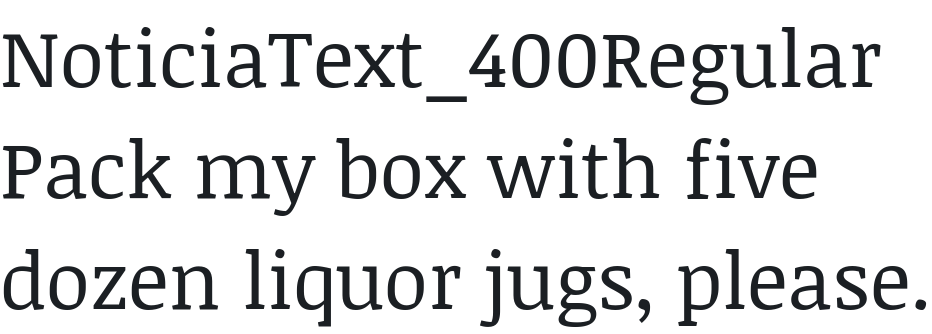 NoticiaText_400Regular
Pack my box with five
dozen liquor jugs, please.